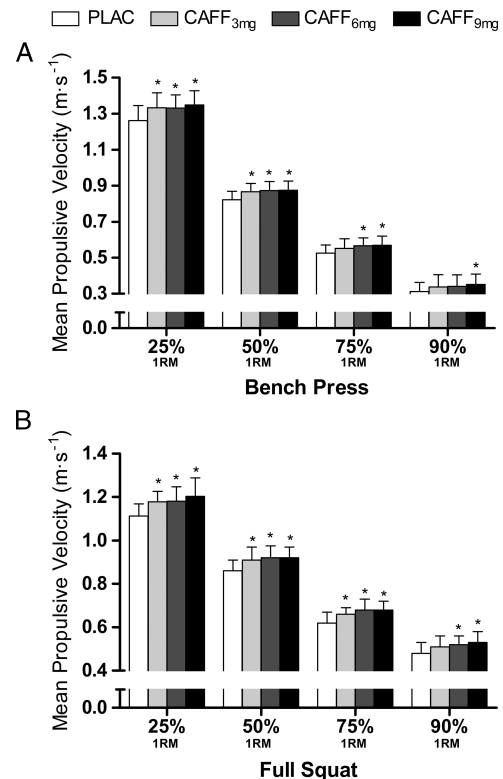 PLAC CAFF3mg CAFF6mg CAFF9mg
A
Mean Propulsive Velocity (m·s⁻¹)
1.5
1.3
1.1
0.9
0.7
0.5
0.3
0.0
* * *
* * *
* *
*
25% 50% 75% 90%
1RM 1RM 1RM 1RM
Bench Press
B
Mean Propulsive Velocity (m·s⁻¹)
1.4
1.2
1.0
0.8
0.6
0.4
0.0
* * *
* * *
* * *
* *
25% 50% 75% 90%
1RM 1RM 1RM 1RM
Full Squat